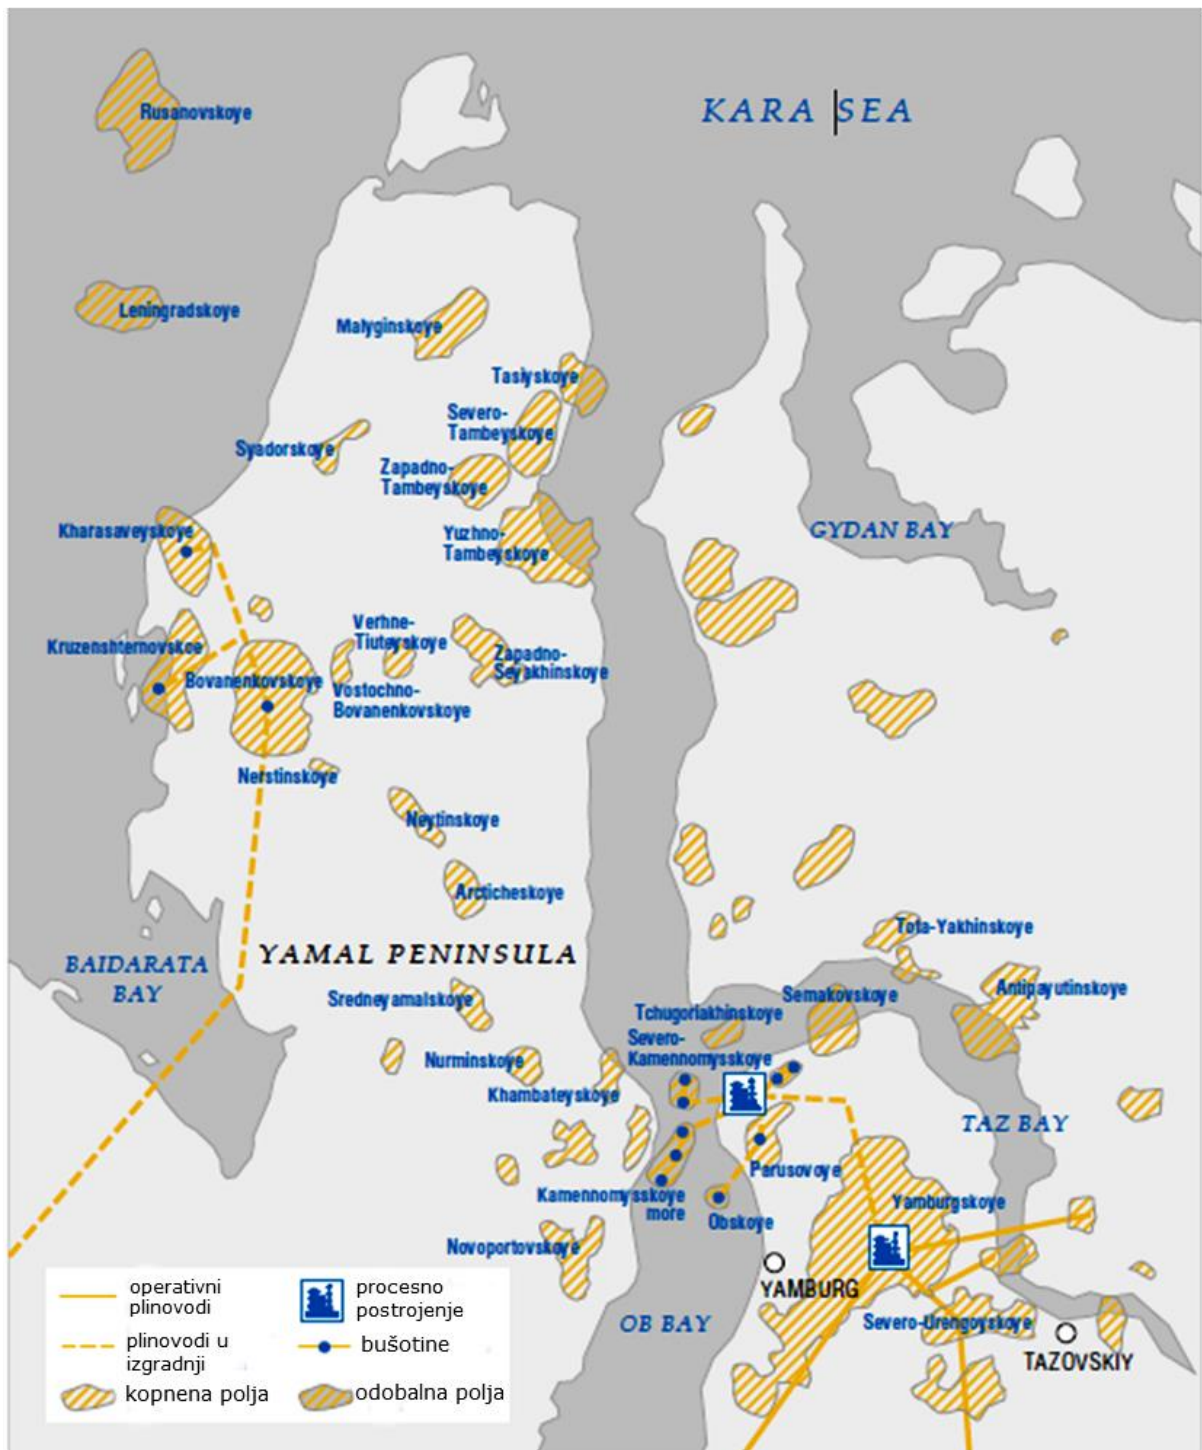 KARA SEA
Rusanovskoye
Leningradskoye
Malyginskoye
Tasiyskoye
Severo-
Tambeyskoye
Syadorskoye
Zapadno-
Tambeyskoye
Kharasaveyskoye
Yuzhno-
Tambeyskoye
GYDAN BAY
Verhne-
Tiuteyskoye
Kruzenshternovskoe
Zapadno-
Seyakhinskoye
Bovanenkovskoye
Vostochno-
Bovanenkovskoye
Nerstinskoye
Neytinskoye
Arcticheskoye
Tota-Yakhinskoye
YAMAL PENINSULA
BAIDARATA
BAY
Sredneyamalskoye
Semakovskoye
Antipayutinskoye
Tchugoriakhinskoye
Severo-
Kamennomysskoye
Nurminskoye
Khambateyskoye
TAZ BAY
Parusovoye
Kamennomysskoye
more
Obskoye
Yamburgskoye
Novoportovskoye
YAMBURG
OB BAY
Severo-Urengoyskoye
TAZOVSKIY
operativni
plinovodi
procesno
postrojenje
plinovodi u
izgradnji
bušotine
kopnena polja
odobalna polja